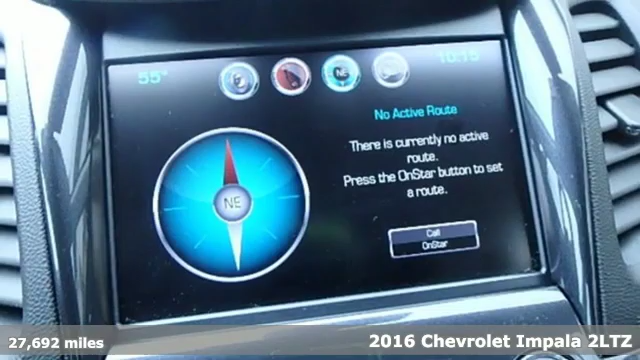 55°
10:15
NE
No Active Route
There is currently no active
route.
Press the OnStar button to set
a route.
NE
Call
OnStar
27,692 miles
2016 Chevrolet Impala 2LTZ